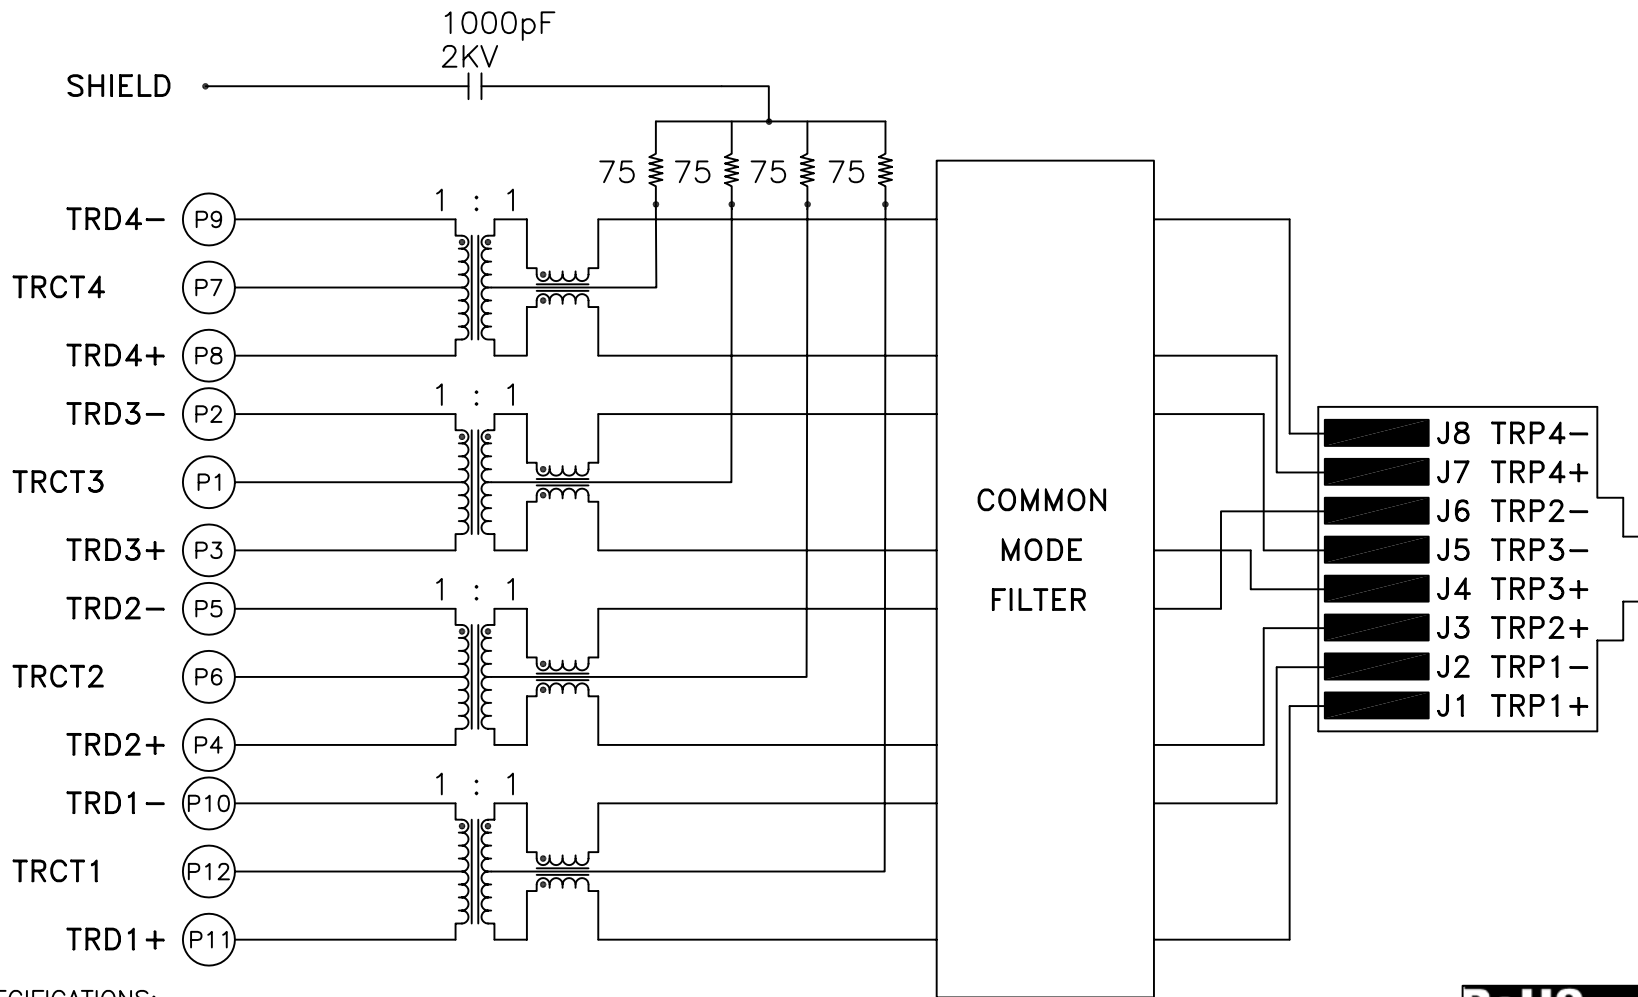 1000pF
2KV
SHIELD
75 75 75 75
1 : 1
TRD4- P9
TRCT4 P7
TRD4+ P8
1 : 1
TRD3- P2
TRCT3 P1
TRD3+ P3
1 : 1
TRD2- P5
TRCT2 P6
TRD2+ P4
1 : 1
TRD1- P10
TRCT1 P12
TRD1+ P11
COMMON
MODE
FILTER
J8 TRP4-
J7 TRP4+
J6 TRP2-
J5 TRP3-
J4 TRP3+
J3 TRP2+
J2 TRP1-
J1 TRP1+